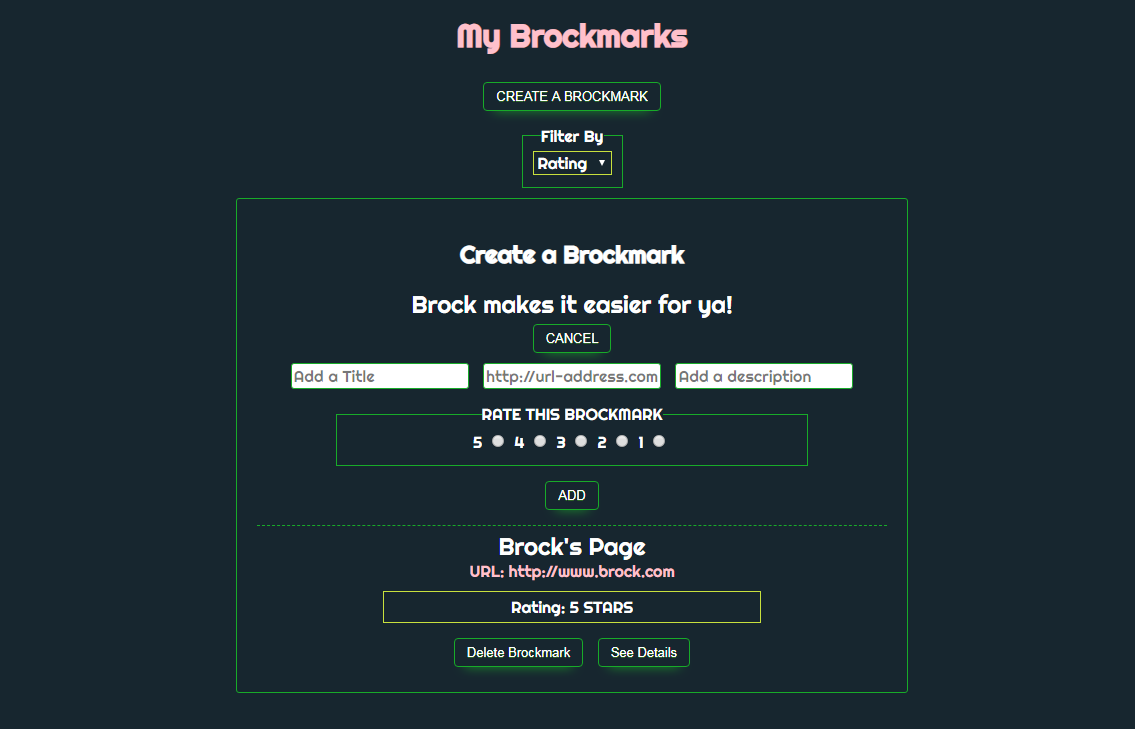 My Brockmarks
CREATE A BROCKMARK
Filter By
Rating
Create a Brockmark
Brock makes it easier for ya!
CANCEL
Add a Title http://url-address.com Add a description
RATE THIS BROCKMARK
5 4 3 2 1
ADD
Brock's Page
URL: http://www.brock.com
Rating: 5 STARS
Delete Brockmark See Details